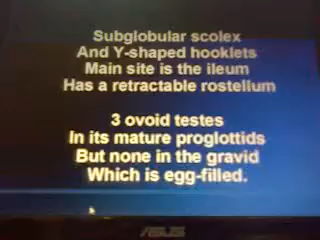 Subglobular scolex
And Y-shaped hooklets
Main site is the ileum
Has a retractable rostellum
3 ovoid testes
In its mature proglottids
But none in the gravid
Which is egg-filled.
ASUS